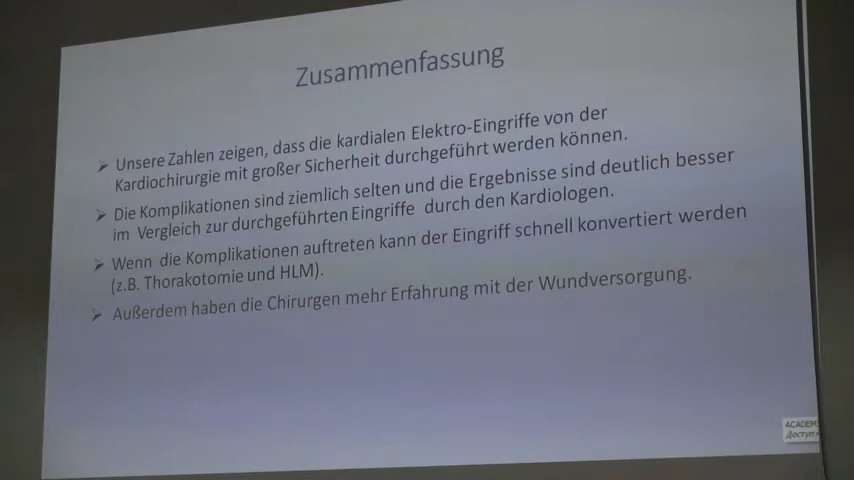 Zusammenfassung
➢ Unsere Zahlen zeigen, dass die kardialen Elektro-Eingriffe von der
Kardiochirurgie mit großer Sicherheit durchgeführt werden können.
➢ Die Komplikationen sind ziemlich selten und die Ergebnisse sind deutlich besser
im Vergleich zur durchgeführten Eingriffe durch den Kardiologen.
➢ Wenn die Komplikationen auftreten kann der Eingriff schnell konvertiert werden
(z.B. Thorakotomie und HLM).
➢ Außerdem haben die Chirurgen mehr Erfahrung mit der Wundversorgung.
ACADEM